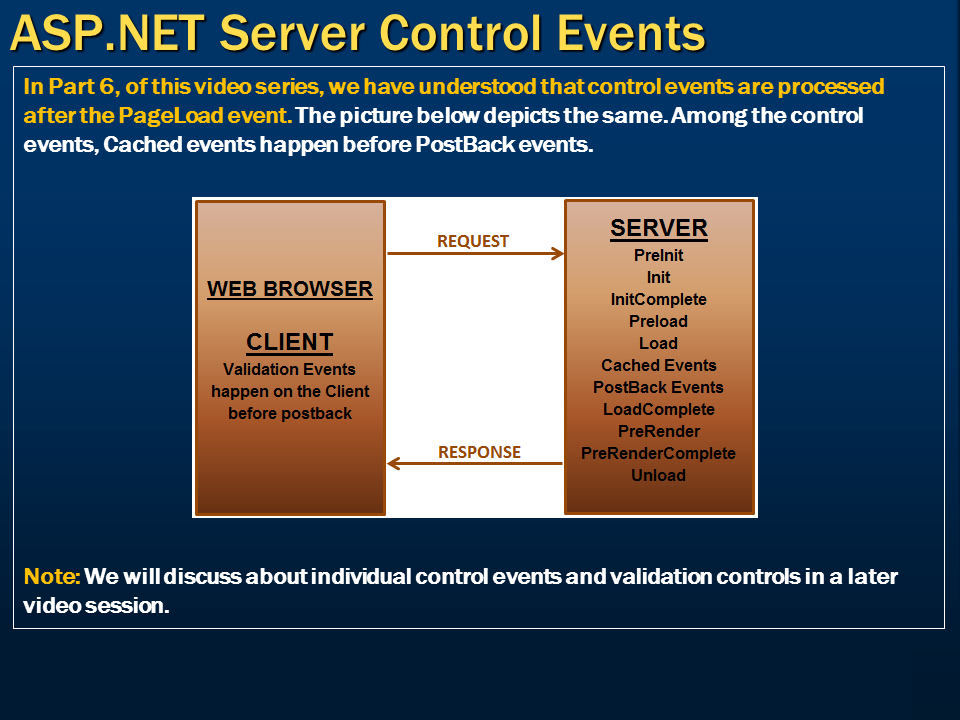 ASP.NET Server Control Events
In Part 6, of this video series, we have understood that control events are processed
after the PageLoad event. The picture below depicts the same. Among the control
events, Cached events happen before PostBack events.
WEB BROWSER
CLIENT
Validation Events
happen on the Client
before postback
REQUEST
RESPONSE
SERVER
PreInit
Init
InitComplete
Preload
Load
Cached Events
PostBack Events
LoadComplete
PreRender
PreRenderComplete
Unload
Note: We will discuss about individual control events and validation controls in a later
video session.